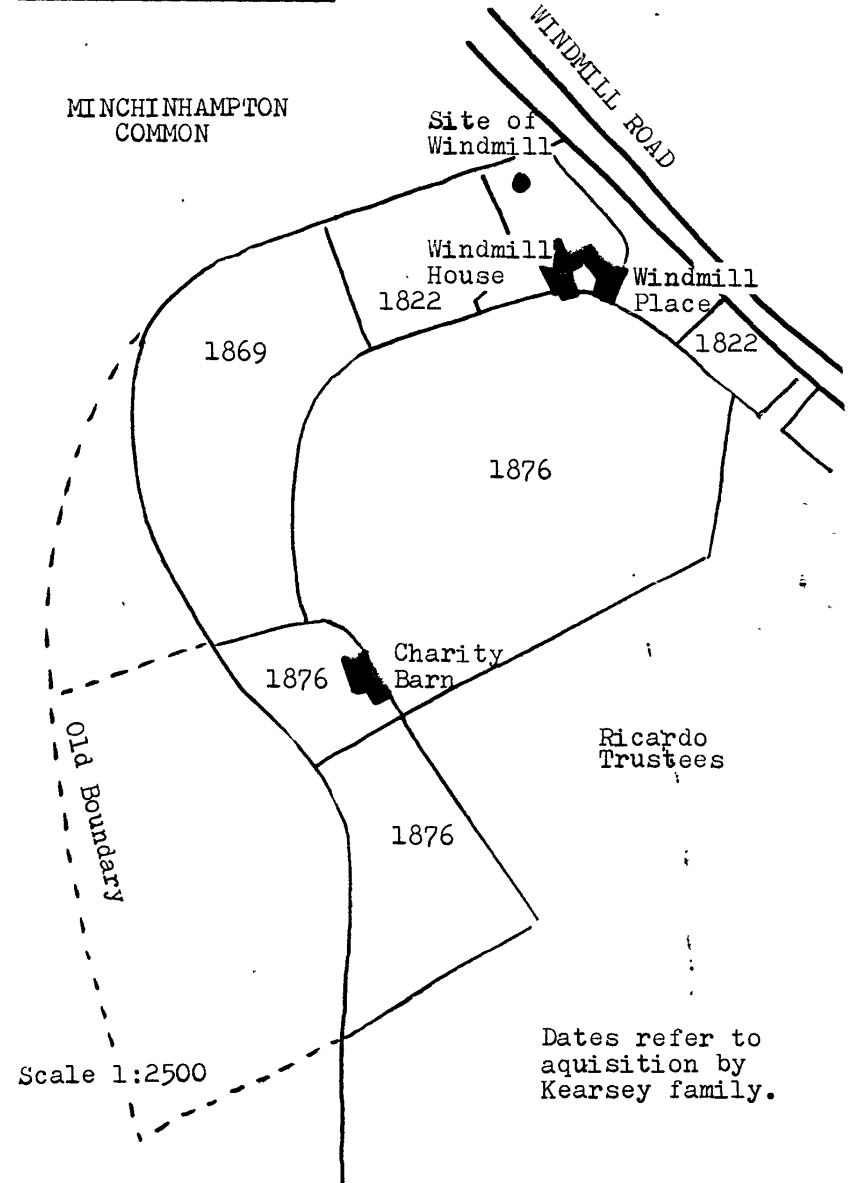 WINDMILL ROAD
MINCHINHAMPTON
COMMON
Site of
Windmill
Windmill
House
Windmill
Place
1822
1822
1869
1876
Charity
Barn
1876
Ricardo
Trustees
Old Boundary
1876
Dates refer to
aquisition by
Kearsey family.
Scale 1:2500